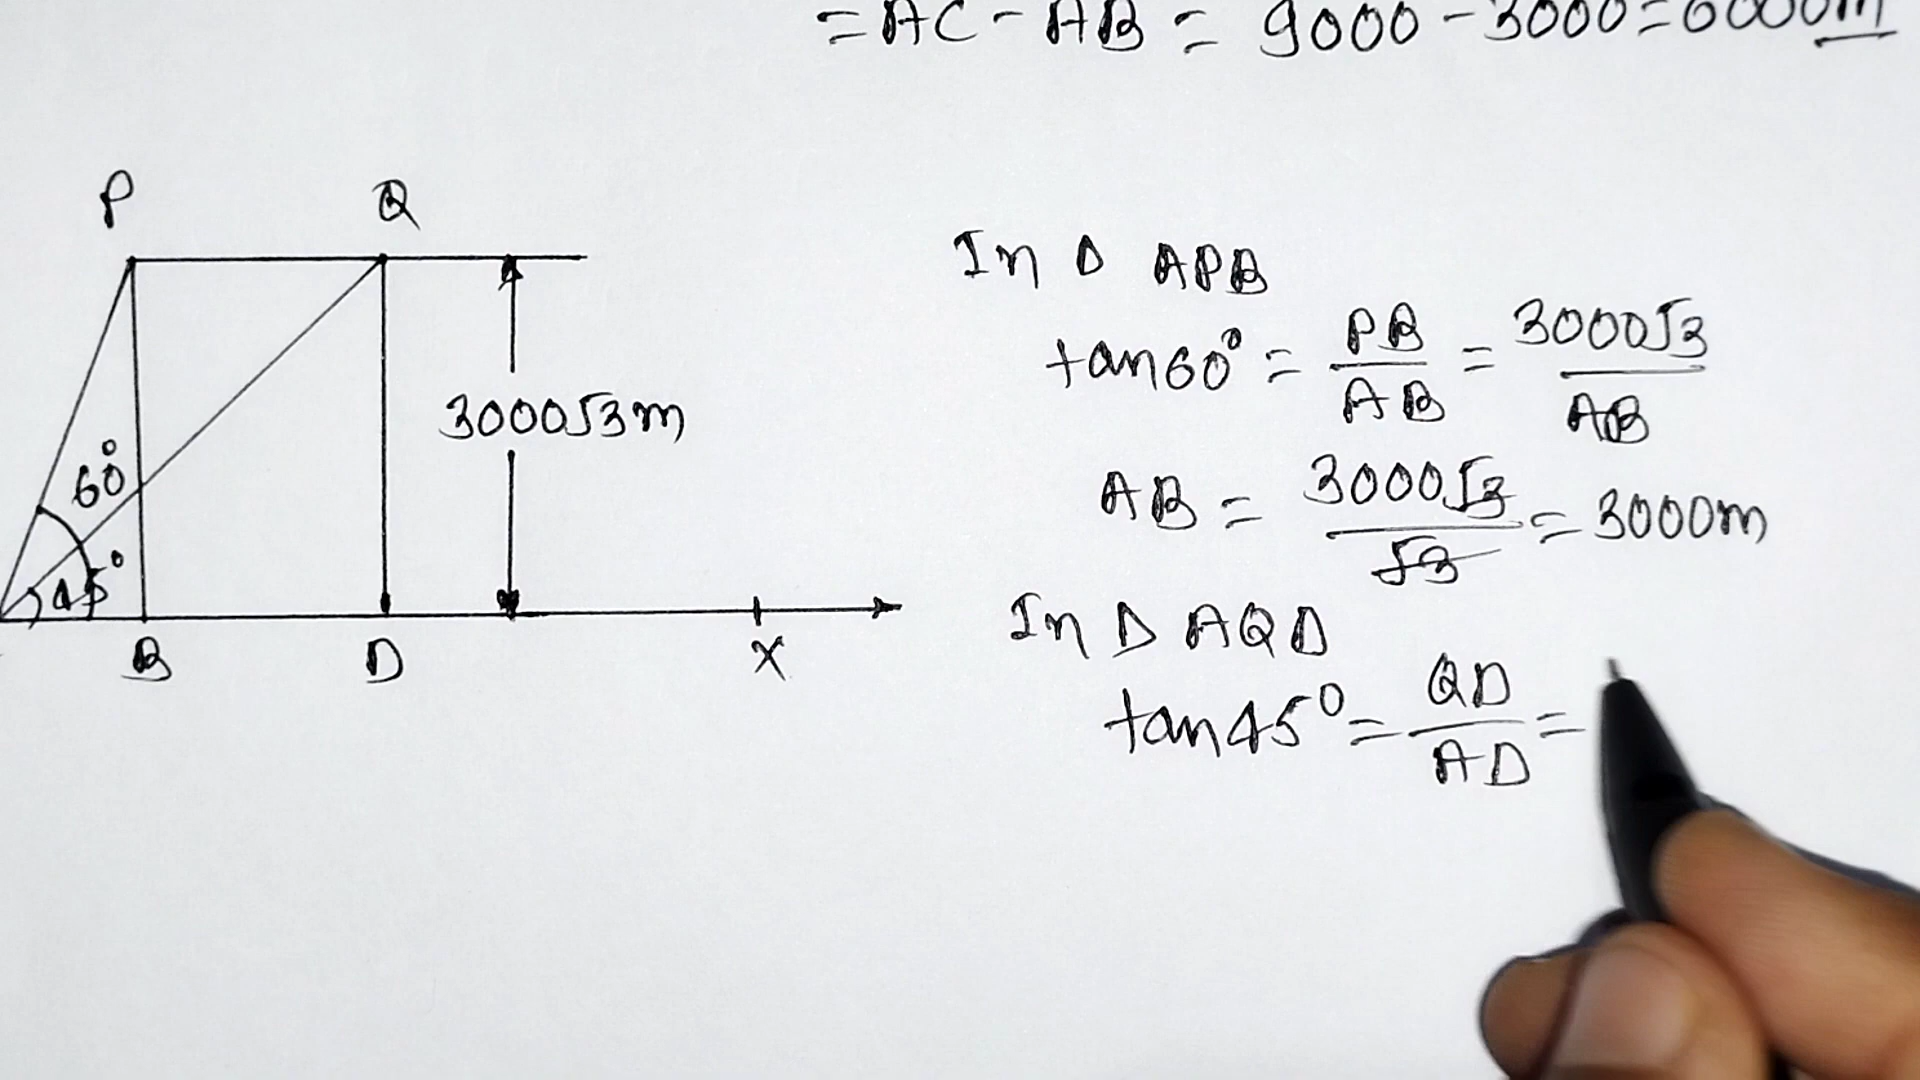 = AC - AB = 9000 - 3000 = 6000m
P
Q
3000√3m
60°
45°
B
D
X
In Δ APB
tan60° = PB/AB = 3000√3/AB
AB = 3000√3/√3 = 3000m
In Δ AQD
tan45° = QD/AD =